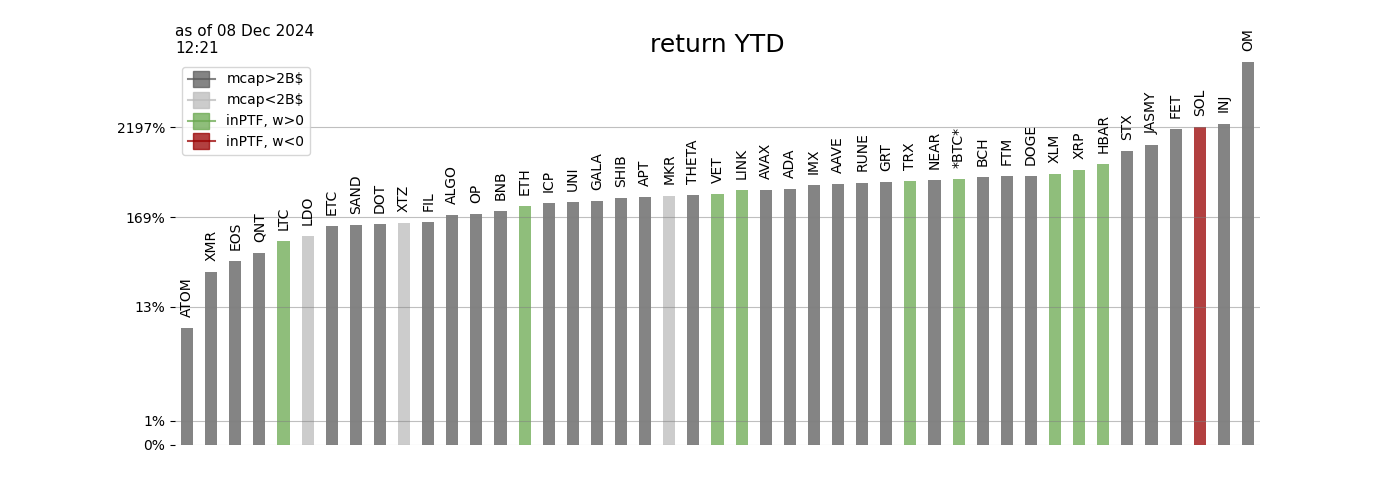 as of 08 Dec 2024
12:21
return YTD
mcap>2B$
mcap<2B$
inPTF, w>0
inPTF, w<0
2197%
169%
13%
1%
0%
ATOM
XMR
EOS
QNT
LTC
LDO
ETC
SAND
DOT
XTZ
FIL
ALGO
OP
BNB
ETH
ICP
UNI
GALA
SHIB
APT
MKR
THETA
VET
LINK
AVAX
ADA
IMX
AAVE
RUNE
GRT
TRX
NEAR
*BTC*
BCH
FTM
DOGE
XLM
XRP
HBAR
STX
JASMY
FET
SOL
INJ
OM